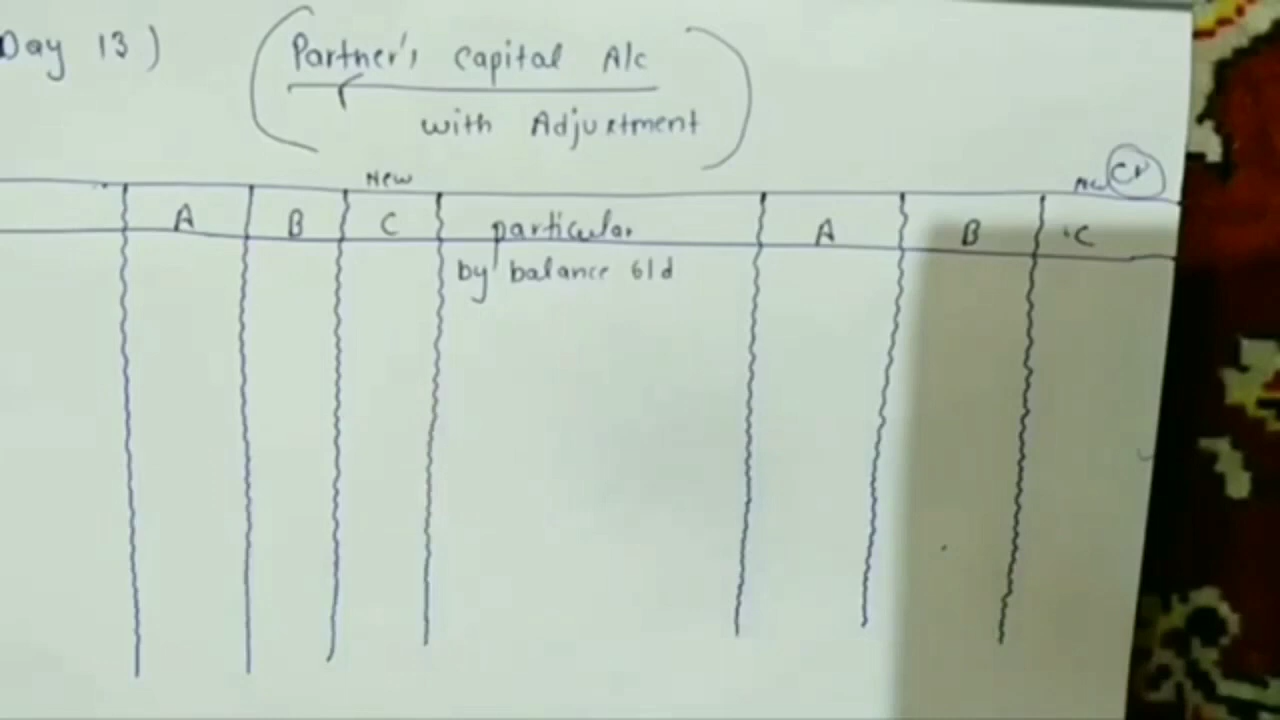 Day 13)
Partner's Capital A/c
with Adjustment
New
Cr
A B C particular A B C
by balance b/d